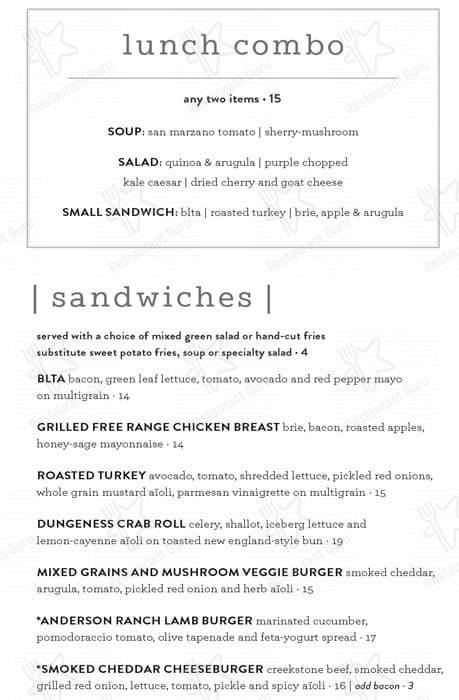 lunch combo
any two items • 15
SOUP: san marzano tomato | sherry-mushroom
SALAD: quinoa & arugula | purple chopped
kale caesar | dried cherry and goat cheese
SMALL SANDWICH: blta | roasted turkey | brie, apple & arugula
| sandwiches |
served with a choice of mixed green salad or hand-cut fries
substitute sweet potato fries, soup or specialty salad • 4
BLTA bacon, green leaf lettuce, tomato, avocado and red pepper mayo
on multigrain · 14
GRILLED FREE RANGE CHICKEN BREAST brie, bacon, roasted apples,
honey-sage mayonnaise · 14
ROASTED TURKEY avocado, tomato, shredded lettuce, pickled red onions,
whole grain mustard aïoli, parmesan vinaigrette on multigrain · 15
DUNGENESS CRAB ROLL celery, shallot, iceberg lettuce and
lemon-cayenne aïoli on toasted new england-style bun · 19
MIXED GRAINS AND MUSHROOM VEGGIE BURGER smoked cheddar,
arugula, tomato, pickled red onion and herb aïoli · 15
*ANDERSON RANCH LAMB BURGER marinated cucumber,
pomodoraccio tomato, olive tapenade and feta-yogurt spread · 17
*SMOKED CHEDDAR CHEESEBURGER creekstone beef, smoked cheddar,
grilled red onion, lettuce, tomato, pickle and spicy aïoli · 16 | add bacon • 3
Restaurant Guru